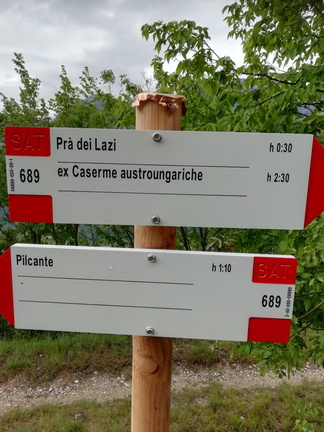 SAT
Prà dei Lazi h 0:30
689
ex Caserme austroungariche h 2:30
Pilcante h 1:10
SAT
689